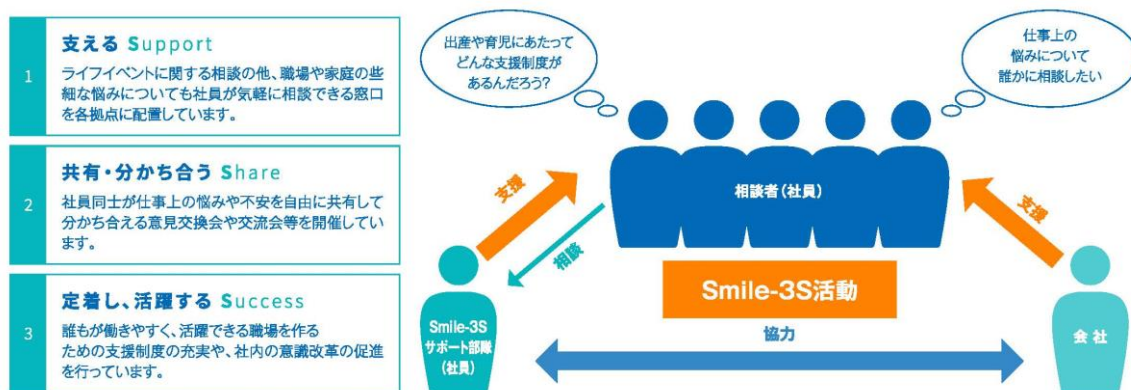 1
支える Support
ライフイベントに関する相談の他、職場や家庭の些
細な悩みについても社員が気軽に相談できる窓口
を各拠点に配置しています。
2
共有・分かち合う Share
社員同士が仕事上の悩みや不安を自由に共有して
分かち合える意見交換会や交流会等を開催してい
ます。
3
定着し、活躍する Success
誰もが働きやすく、活躍できる職場を作る
ための支援制度の充実や、社内の意識改革の促進
を行っています。
出産や育児にあたって
どんな支援制度が
あるんだろう?
仕事上の
悩みについて
誰かに相談したい
相談者(社員)
支援
相談
支援
Smile-3S活動
協力
Smile-3S
サポート部隊
(社員)
会社